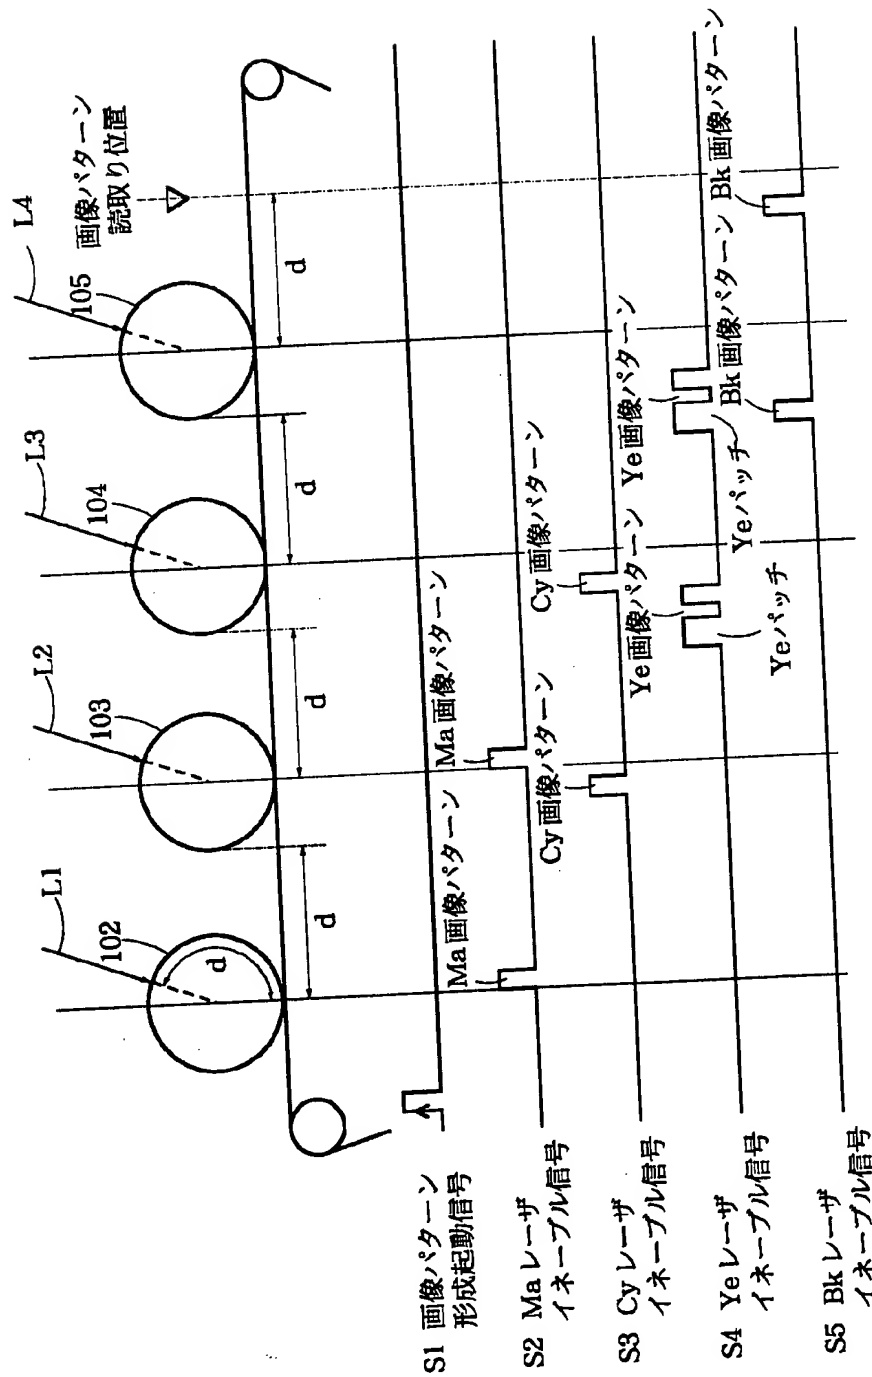 L1
L2
L3
L4
102
103
104
105
画像パターン
読取り位置
d
d
d
d
d
S1 画像パターン
形成起動信号
S2 Maレーザ
イネーブル信号
Ma画像パターン
Ma画像パターン
S3 Cyレーザ
イネーブル信号
Cy画像パターン
Cy画像パターン
S4 Yeレーザ
イネーブル信号
Ye画像パターン
Ye画像パターン
Yeパッチ
Yeパッチ
S5 Bkレーザ
イネーブル信号
Bk画像パターン
Bk画像パターン